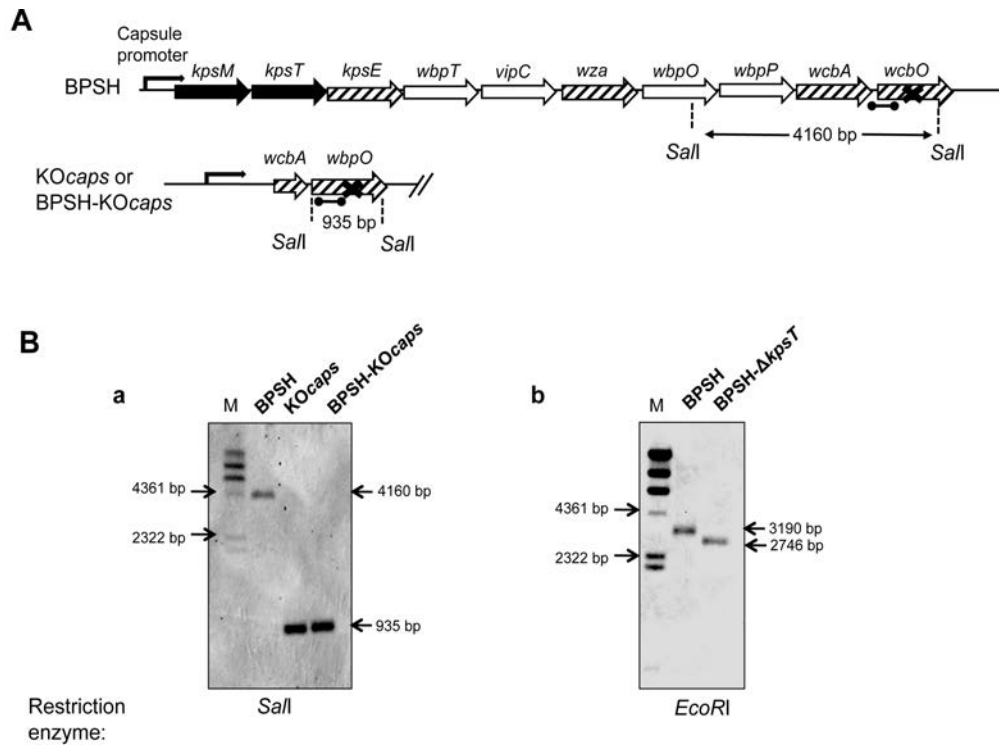 A
Capsule
promoter
BPSH
kpsM kpsT kpsE wbpT vipC wza wbpO wbpP wcbA wcbO
4160 bp
SalI SalI
wcbA wbpO
KOcaps or
BPSH-KOcaps
935 bp
SalI SalI
B
a
M BPSH KOcaps BPSH-KOcaps
4361 bp
4160 bp
2322 bp
935 bp
b
M BPSH BPSH-ΔkpsT
4361 bp
3190 bp
2746 bp
2322 bp
Restriction
enzyme:
SalI EcoRI